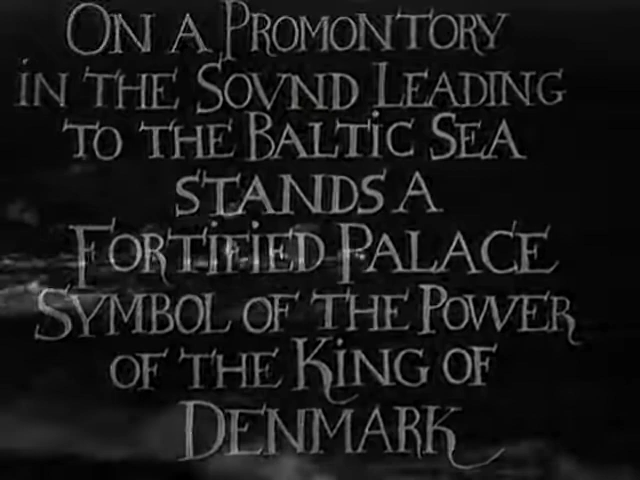 ON A PROMONTORY
IN THE SOVND LEADING
TO THE BALTIC SEA
STANDS A
FORTIFIED PALACE
SYMBOL OF THE POWER
OF THE KING OF
DENMARK